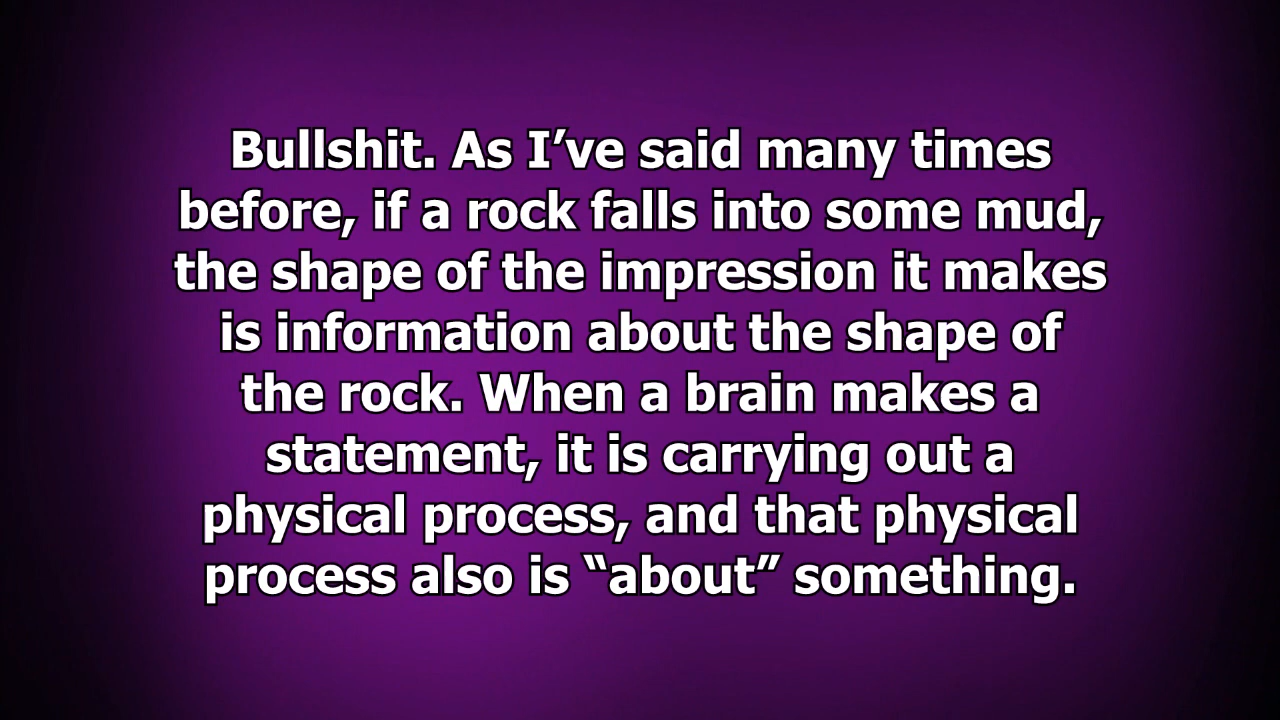 Bullshit. As I’ve said many times
before, if a rock falls into some mud,
the shape of the impression it makes
is information about the shape of
the rock. When a brain makes a
statement, it is carrying out a
physical process, and that physical
process also is “about” something.